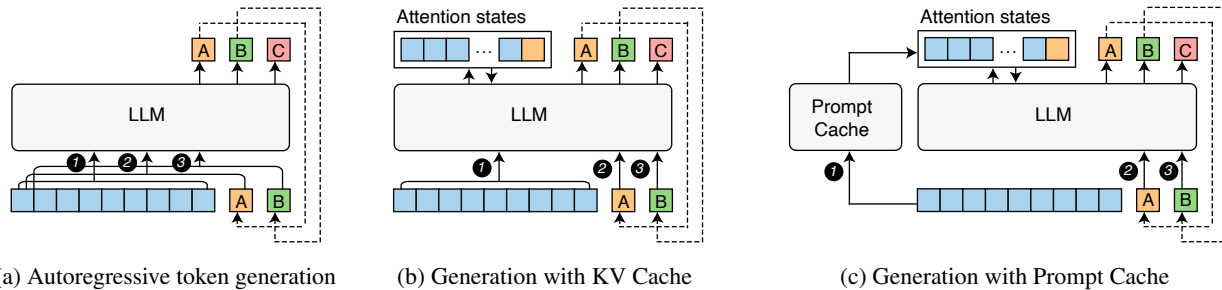 A B C
LLM
1 2 3
A B
(a) Autoregressive token generation
Attention states
... A B C
LLM
1 2 3
A B
(b) Generation with KV Cache
Attention states
... A B C
Prompt
Cache
LLM
1 2 3
A B
(c) Generation with Prompt Cache